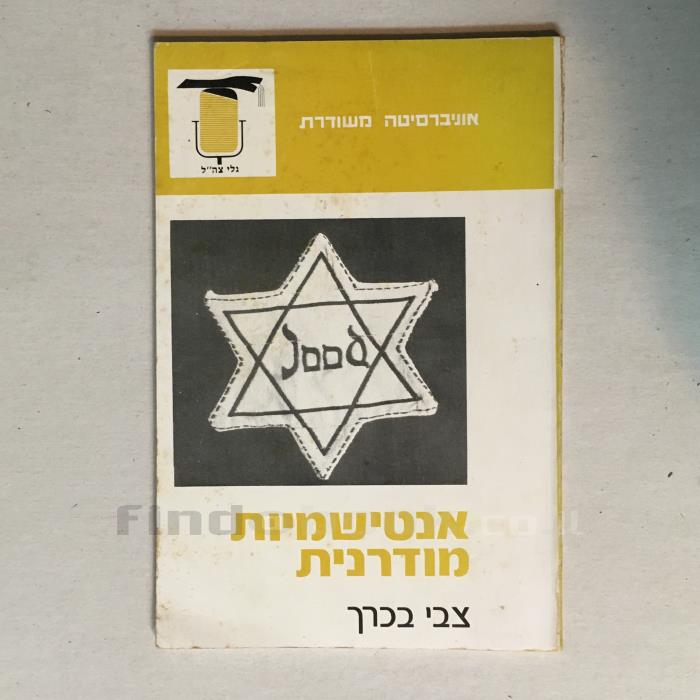 אוניברסיטה משודרת
גלי צה"ל
Jood
אנטישמיות
מודרנית
צבי בכרך